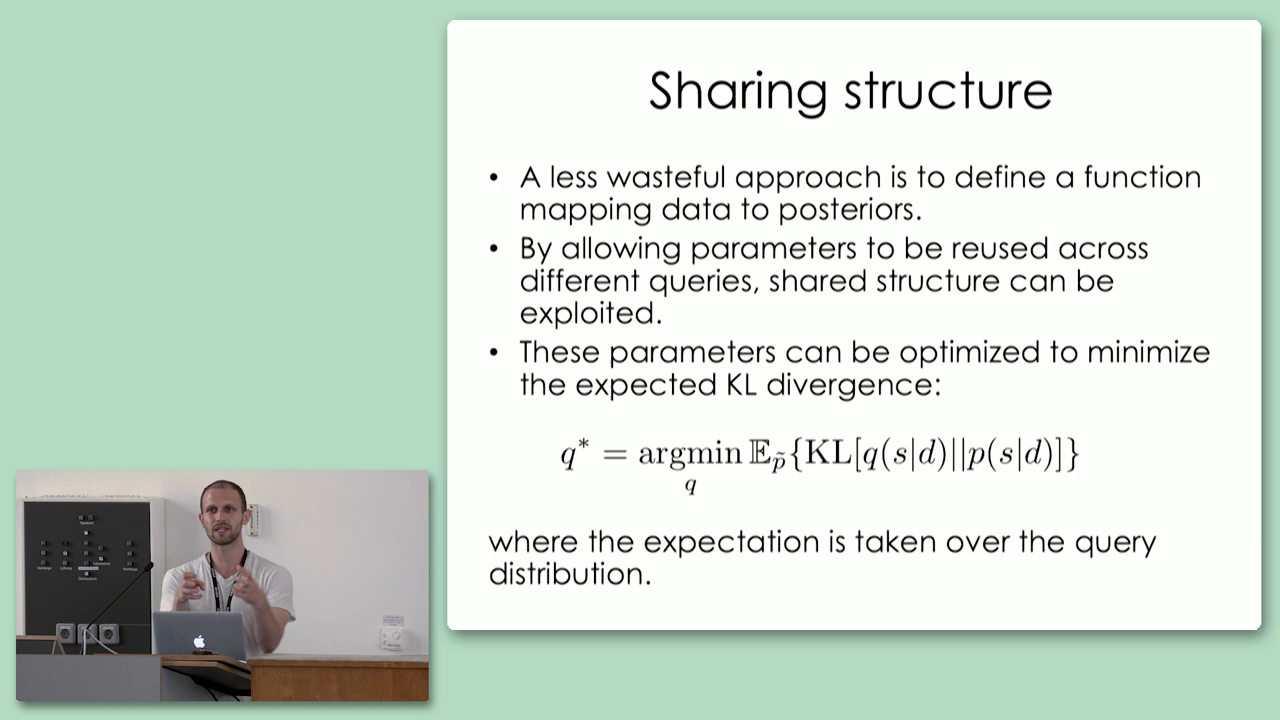 Sharing structure
• A less wasteful approach is to define a function
mapping data to posteriors.
• By allowing parameters to be reused across
different queries, shared structure can be
exploited.
• These parameters can be optimized to minimize
the expected KL divergence:
q* = argmin 𝔼_p̃{KL[q(s|d)||p(s|d)]}
q
where the expectation is taken over the query
distribution.